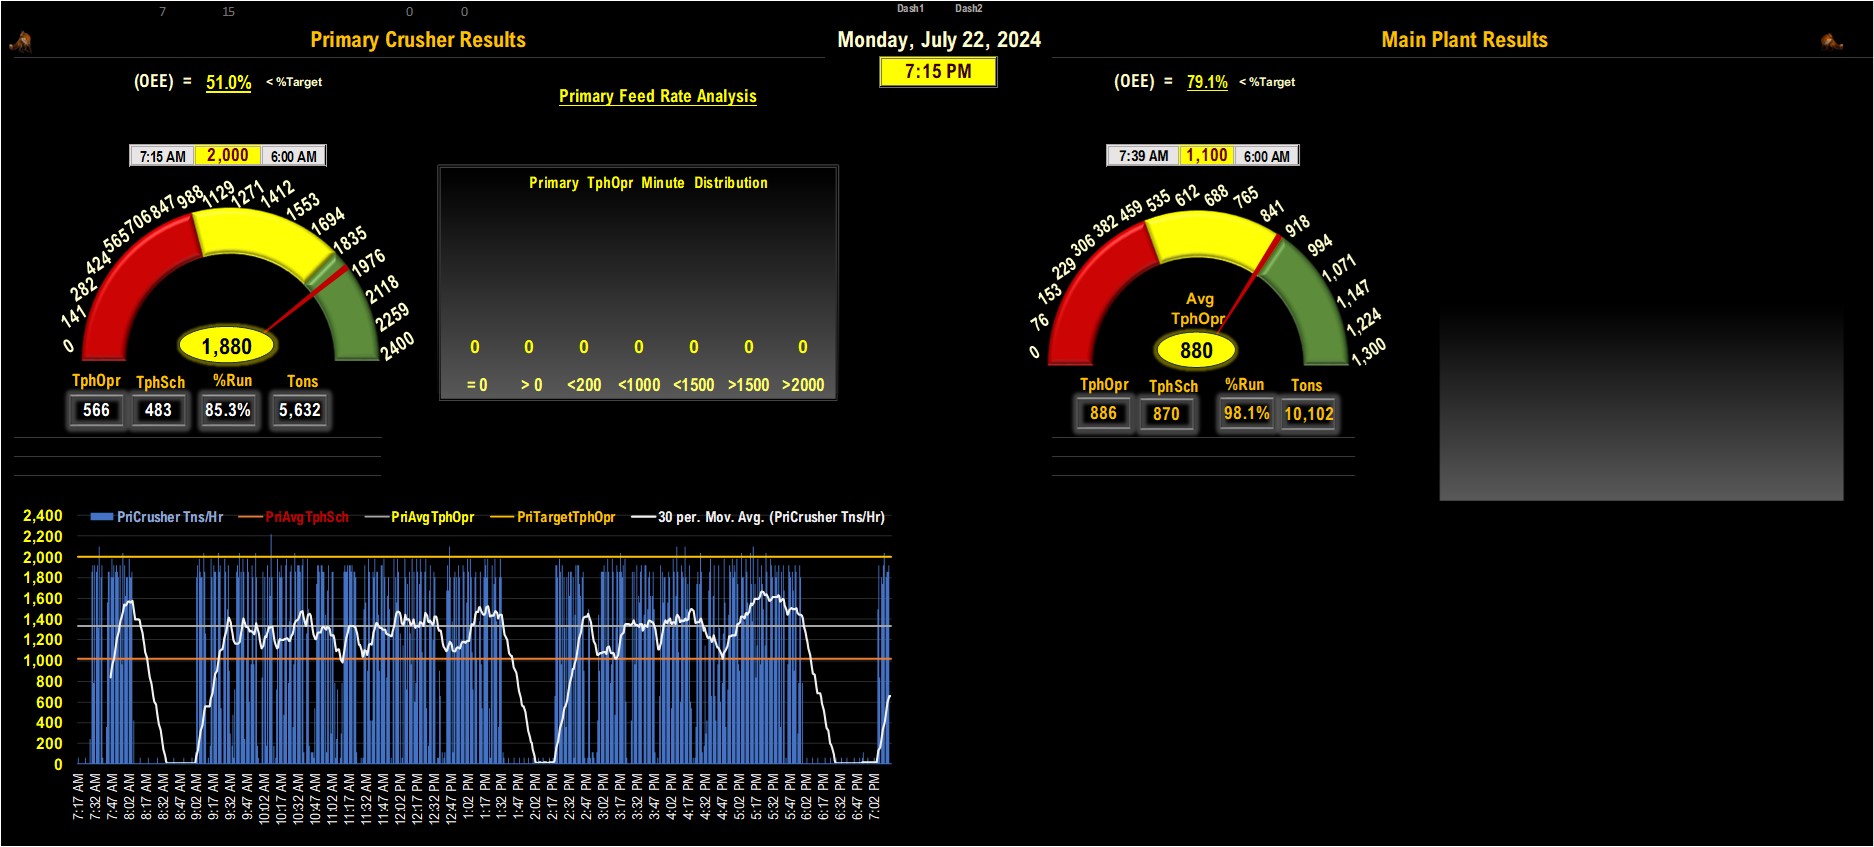 7 15 0 0 Dash1 Dash2
Primary Crusher Results
Monday, July 22, 2024
Main Plant Results
7:15 PM
(OEE) = 51.0% < %Target
Primary Feed Rate Analysis
(OEE) = 79.1% < %Target
7:15 AM 2,000 6:00 AM
0 141 282 424 565 706 847 988 1129 1271 1412 1553 1694 1835 1976 2118 2259 2400
1,880
TphOpr TphSch %Run Tons
566 483 85.3% 5,632
Primary TphOpr Minute Distribution
0 0 0 0 0 0 0
= 0 > 0 <200 <1000 <1500 >1500 >2000
7:39 AM 1,100 6:00 AM
0 76 153 229 306 382 459 535 612 688 765 841 918 994 1,071 1,147 1,224 1,300
Avg
TphOpr
880
TphOpr TphSch %Run Tons
886 870 98.1% 10,102
PriCrusher Tns/Hr PriAvgTphSch PriAvgTphOpr PriTargetTphOpr 30 per. Mov. Avg. (PriCrusher Tns/Hr)
2,400
2,200
2,000
1,800
1,600
1,400
1,200
1,000
800
600
400
200
0
7:17 AM 7:32 AM 7:47 AM 8:02 AM 8:17 AM 8:32 AM 8:47 AM 9:02 AM 9:17 AM 9:32 AM 9:47 AM 10:02 AM 10:17 AM 10:32 AM 10:47 AM 11:02 AM 11:17 AM 11:32 AM 11:47 AM 12:02 PM 12:17 PM 12:32 PM 12:47 PM 1:02 PM 1:17 PM 1:32 PM 1:47 PM 2:02 PM 2:17 PM 2:32 PM 2:47 PM 3:02 PM 3:17 PM 3:32 PM 3:47 PM 4:02 PM 4:17 PM 4:32 PM 4:47 PM 5:02 PM 5:17 PM 5:32 PM 5:47 PM 6:02 PM 6:17 PM 6:32 PM 6:47 PM 7:02 PM